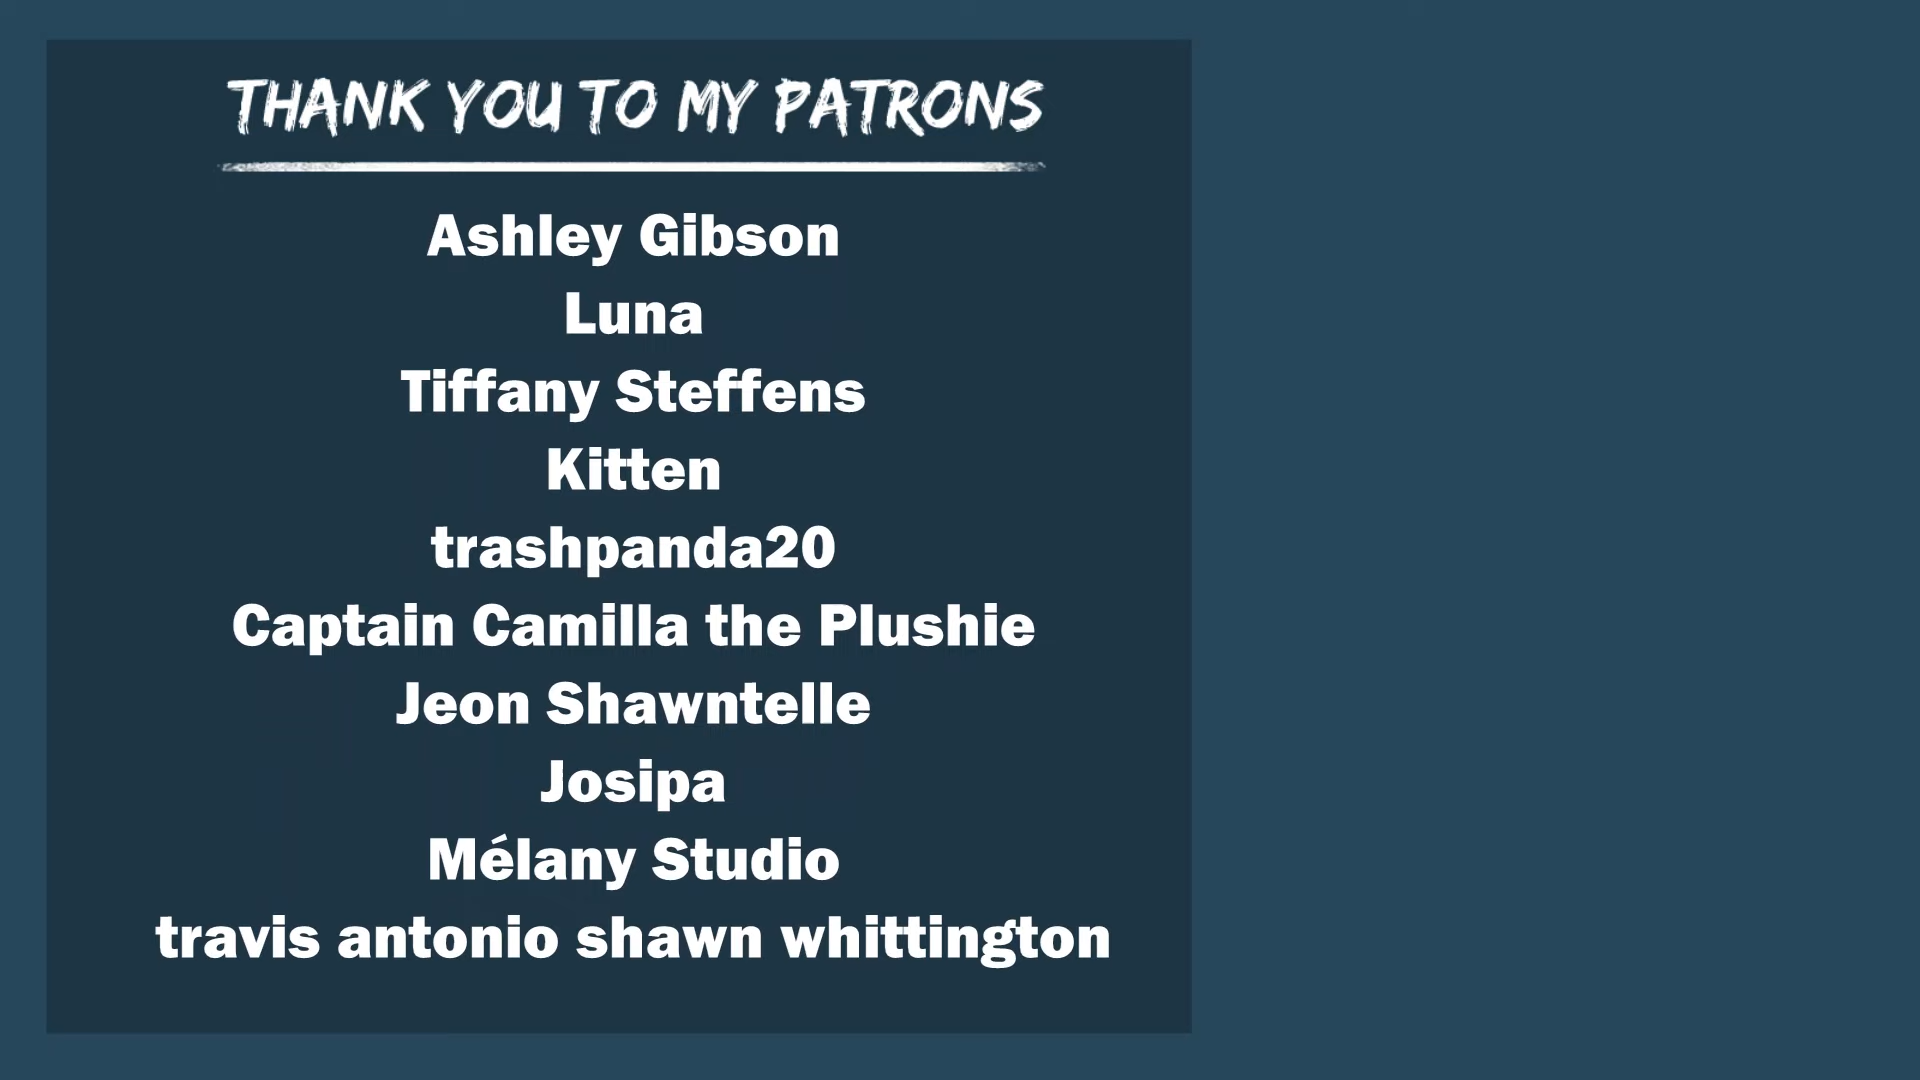 THANK YOU TO MY PATRONS
Ashley Gibson
Luna
Tiffany Steffens
Kitten
trashpanda20
Captain Camilla the Plushie
Jeon Shawntelle
Josipa
Mélany Studio
travis antonio shawn whittington